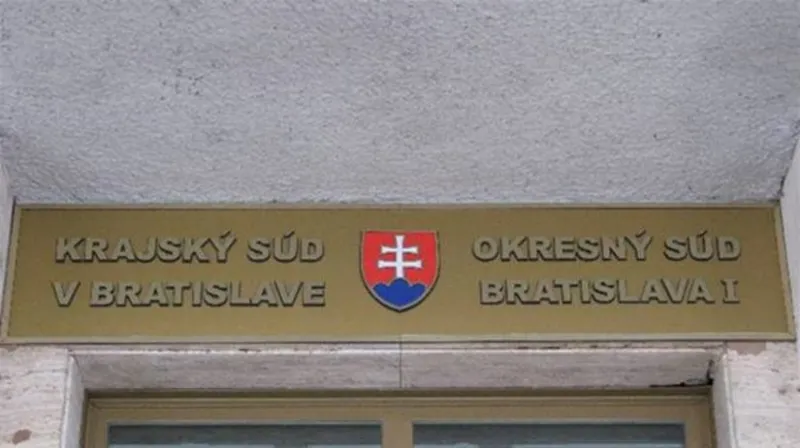 KRAJSKÝ SÚD
V BRATISLAVE
OKRESNÝ SÚD
BRATISLAVA I